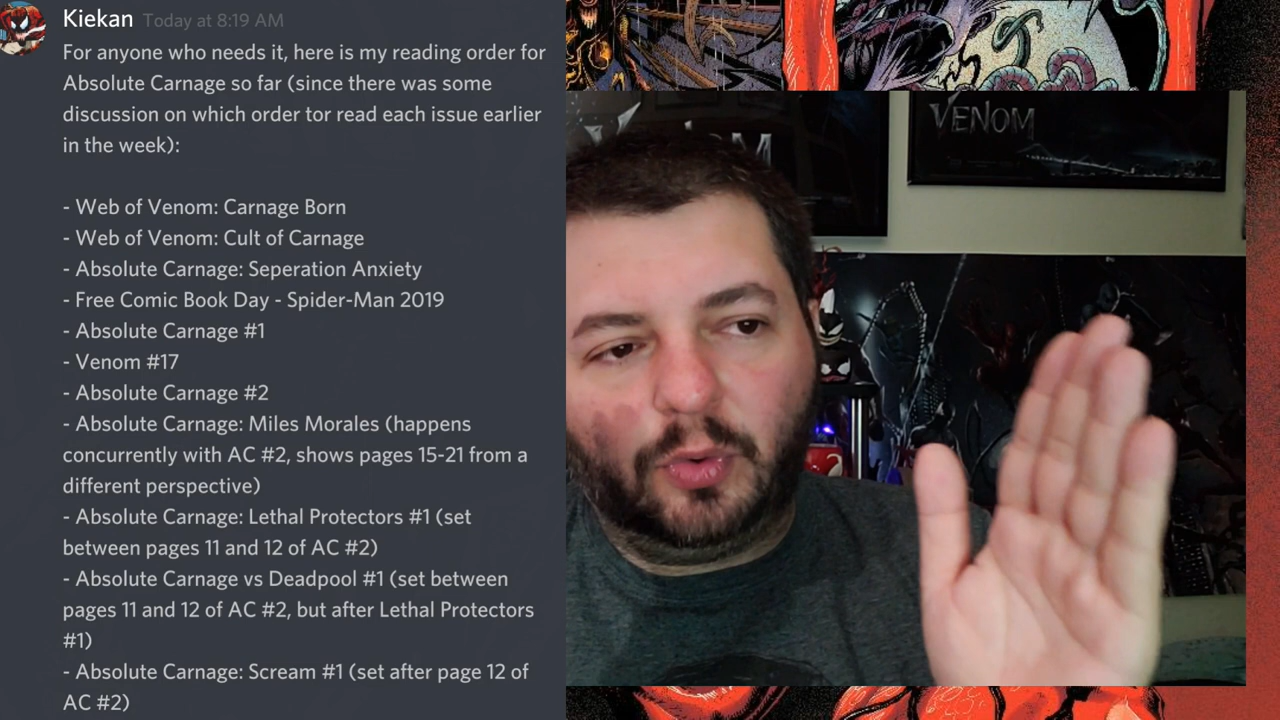 Kiekan Today at 8:19 AM
For anyone who needs it, here is my reading order for
Absolute Carnage so far (since there was some
discussion on which order tor read each issue earlier
in the week):
- Web of Venom: Carnage Born
- Web of Venom: Cult of Carnage
- Absolute Carnage: Seperation Anxiety
- Free Comic Book Day - Spider-Man 2019
- Absolute Carnage #1
- Venom #17
- Absolute Carnage #2
- Absolute Carnage: Miles Morales (happens
concurrently with AC #2, shows pages 15-21 from a
different perspective)
- Absolute Carnage: Lethal Protectors #1 (set
between pages 11 and 12 of AC #2)
- Absolute Carnage vs Deadpool #1 (set between
pages 11 and 12 of AC #2, but after Lethal Protectors
#1)
- Absolute Carnage: Scream #1 (set after page 12 of
AC #2)
VENOM